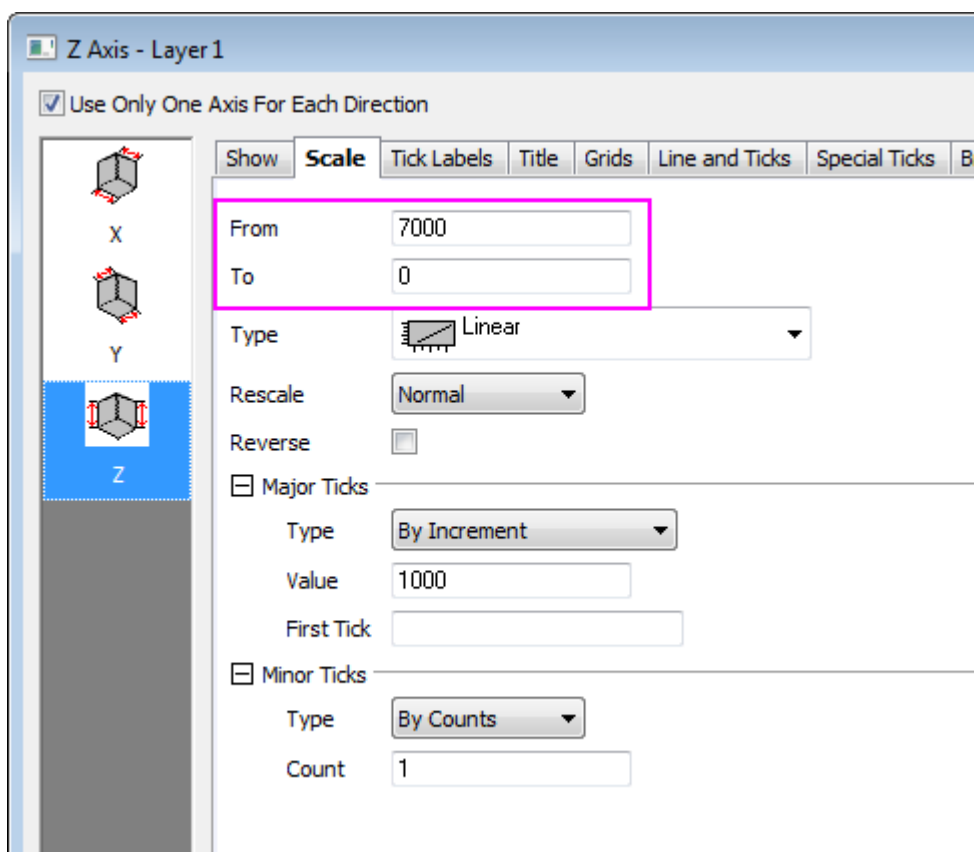 Z Axis - Layer 1
Use Only One Axis For Each Direction
X
Y
Z
Show Scale Tick Labels Title Grids Line and Ticks Special Ticks
From 7000
To 0
Type Linear
Rescale Normal
Reverse
Major Ticks
Type By Increment
Value 1000
First Tick
Minor Ticks
Type By Counts
Count 1